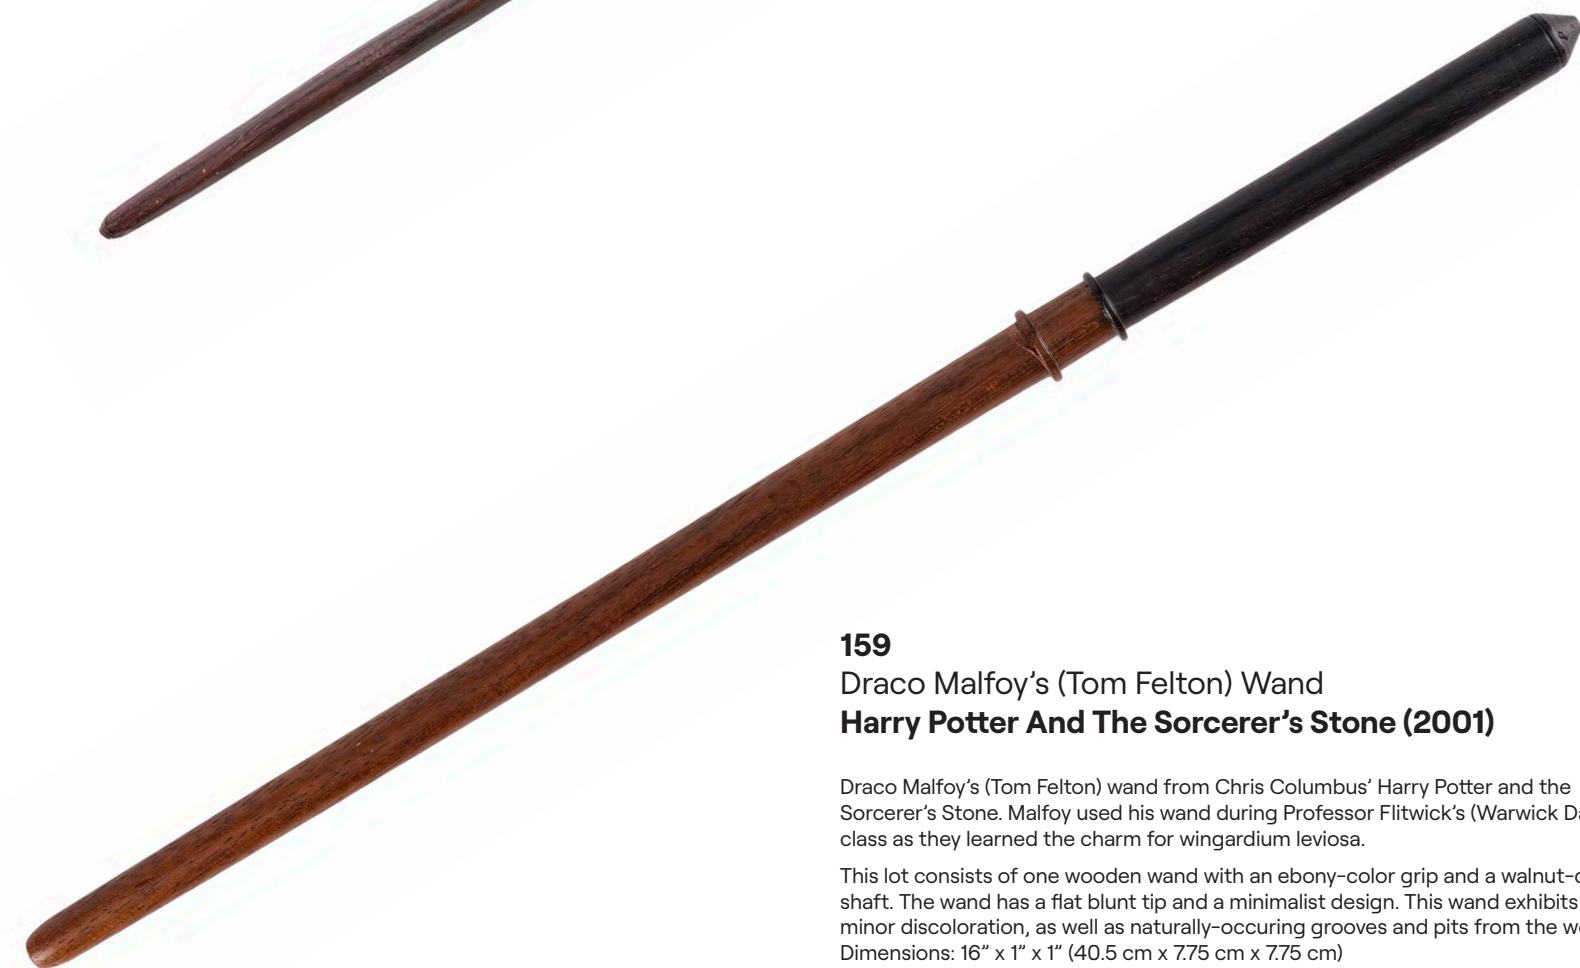 159
Draco Malfoy’s (Tom Felton) Wand
Harry Potter And The Sorcerer’s Stone (2001)
Draco Malfoy’s (Tom Felton) wand from Chris Columbus’ Harry Potter and the
Sorcerer’s Stone. Malfoy used his wand during Professor Flitwick’s (Warwick
class as they learned the charm for wingardium leviosa.
This lot consists of one wooden wand with an ebony-color grip and a
shaft. The wand has a flat blunt tip and a minimalist design. This wand exhibits
minor discoloration, as well as naturally-occuring grooves and pits from the
Dimensions: 16” x 1” x 1” (40.5 cm x 7.75 cm x 7.75 cm)